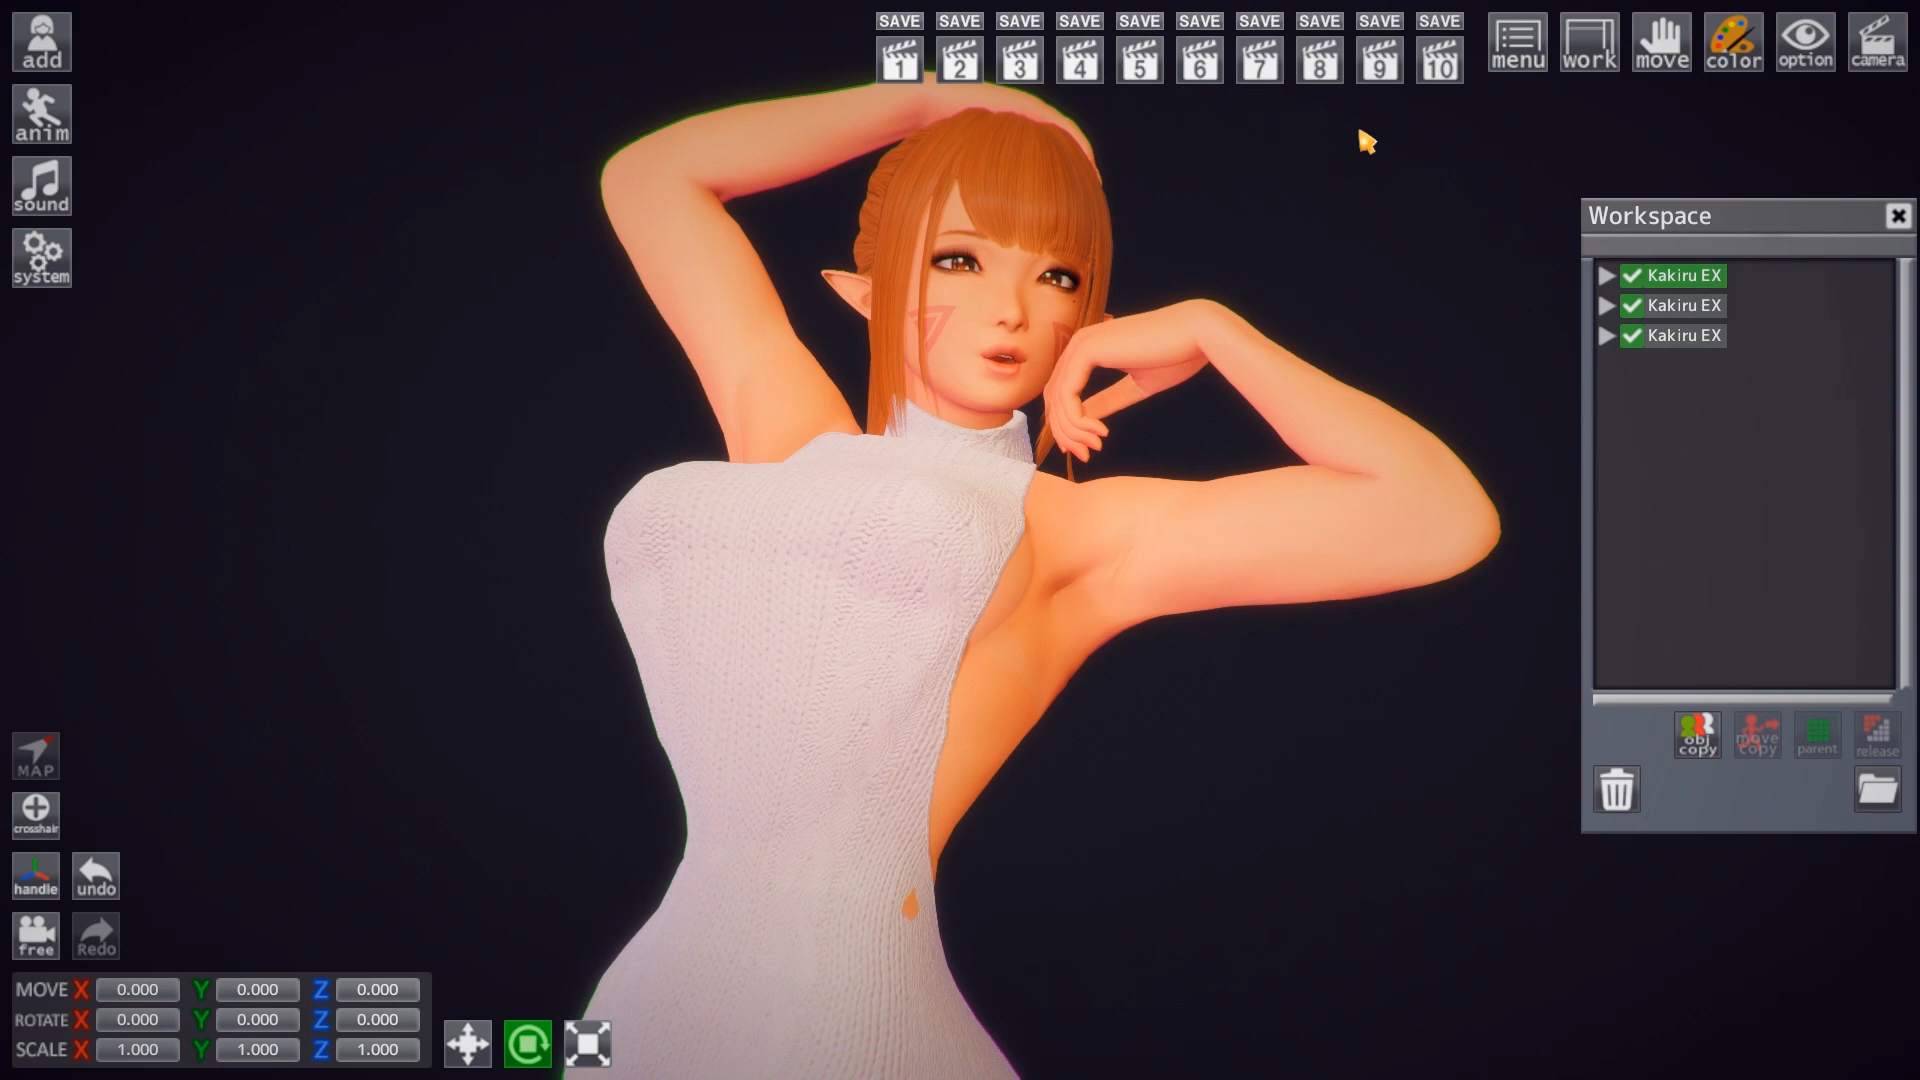 SAVE SAVE SAVE SAVE SAVE SAVE SAVE SAVE SAVE SAVE
1 2 3 4 5 6 7 8 9 10
menu work move color option camera
add
anim
sound
system
Workspace
Kakiru EX
Kakiru EX
Kakiru EX
obj copy move copy parent release
MAP
crosshair
handle undo
free Redo
MOVE X 0.000 Y 0.000 Z 0.000
ROTATE X 0.000 Y 0.000 Z 0.000
SCALE X 1.000 Y 1.000 Z 1.000